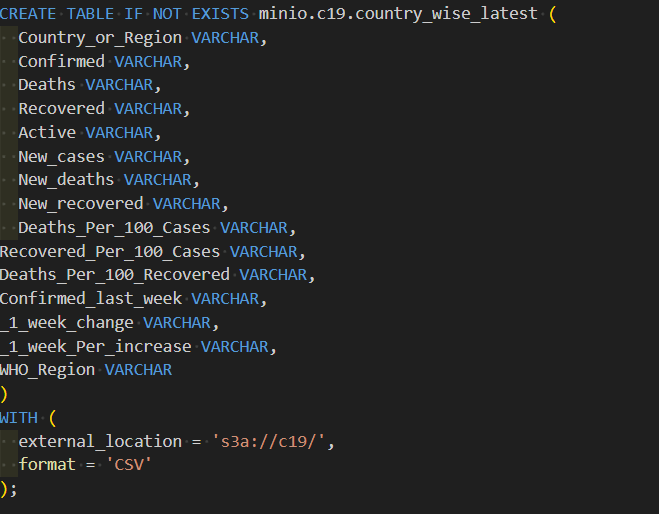 CREATE TABLE IF NOT EXISTS minio.c19.country_wise_latest (
  Country_or_Region VARCHAR,
  Confirmed VARCHAR,
  Deaths VARCHAR,
  Recovered VARCHAR,
  Active VARCHAR,
  New_cases VARCHAR,
  New_deaths VARCHAR,
  New_recovered VARCHAR,
  Deaths_Per_100_Cases VARCHAR,
Recovered_Per_100_Cases VARCHAR,
Deaths_Per_100_Recovered VARCHAR,
Confirmed_last_week VARCHAR,
_1_week_change VARCHAR,
_1_week_Per_increase VARCHAR,
WHO_Region VARCHAR
)
WITH (
  external_location = 's3a://c19/',
  format = 'CSV'
);